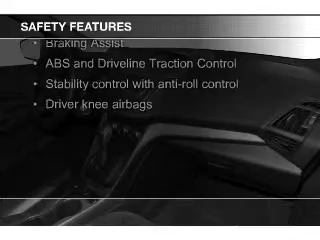 SAFETY FEATURES
• Braking Assist
• ABS and Driveline Traction Control
• Stability control with anti-roll control
• Driver knee airbags